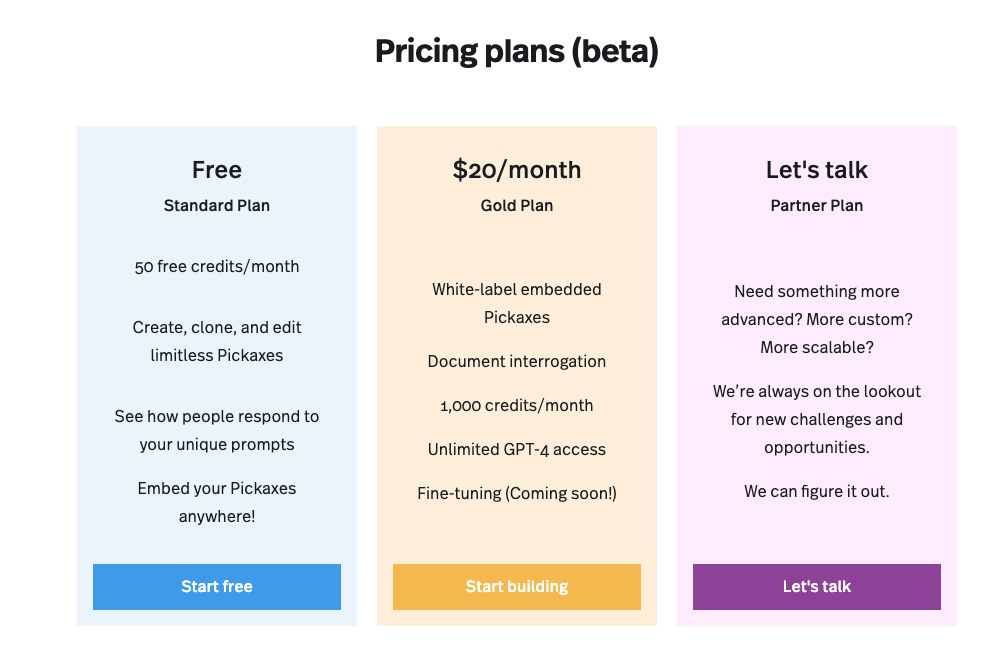 Pricing plans (beta)
Free
Standard Plan
50 free credits/month
Create, clone, and edit
limitless Pickaxes
See how people respond to
your unique prompts
Embed your Pickaxes
anywhere!
Start free
$20/month
Gold Plan
White-label embedded
Pickaxes
Document interrogation
1,000 credits/month
Unlimited GPT-4 access
Fine-tuning (Coming soon!)
Start building
Let's talk
Partner Plan
Need something more
advanced? More custom?
More scalable?
We’re always on the lookout
for new challenges and
opportunities.
We can figure it out.
Let's talk